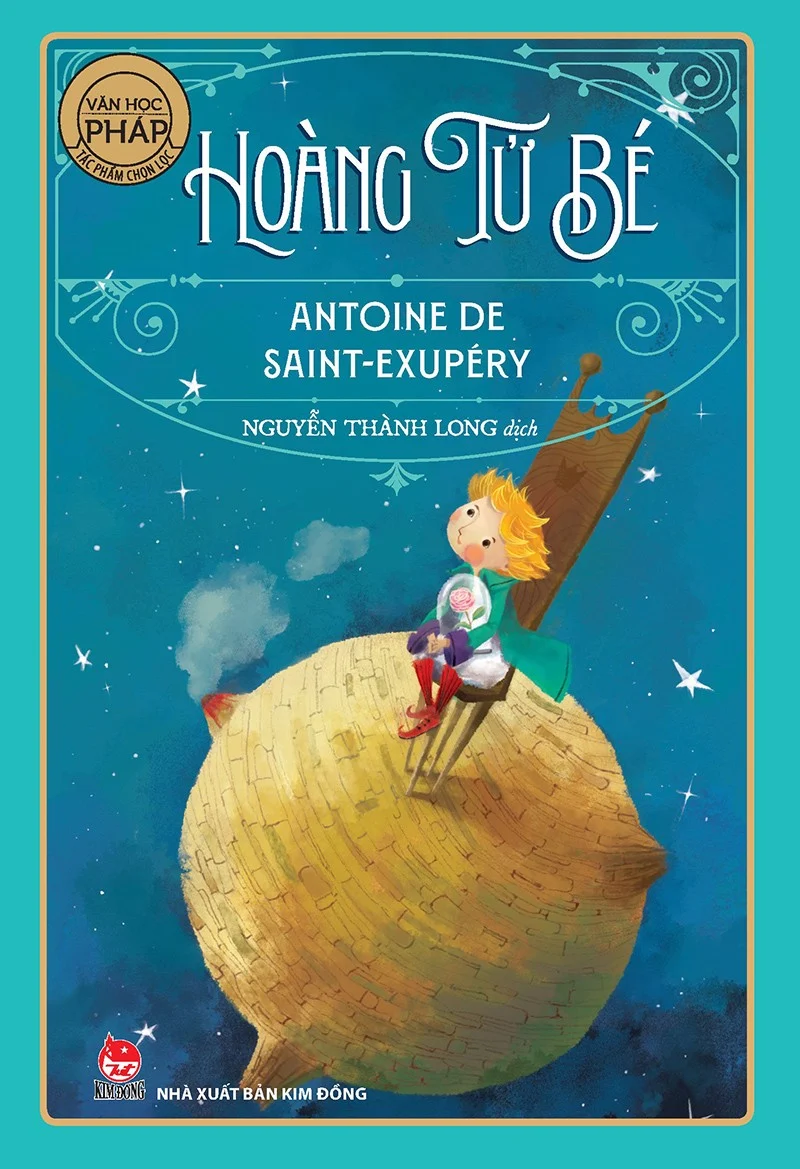 VĂN HỌC
PHÁP
TÁC PHẨM CHỌN LỌC
HOÀNG TỬ BÉ
ANTOINE DE
SAINT-EXUPÉRY
NGUYỄN THÀNH LONG dịch
KIM ĐỒNG
NHÀ XUẤT BẢN KIM ĐỒNG